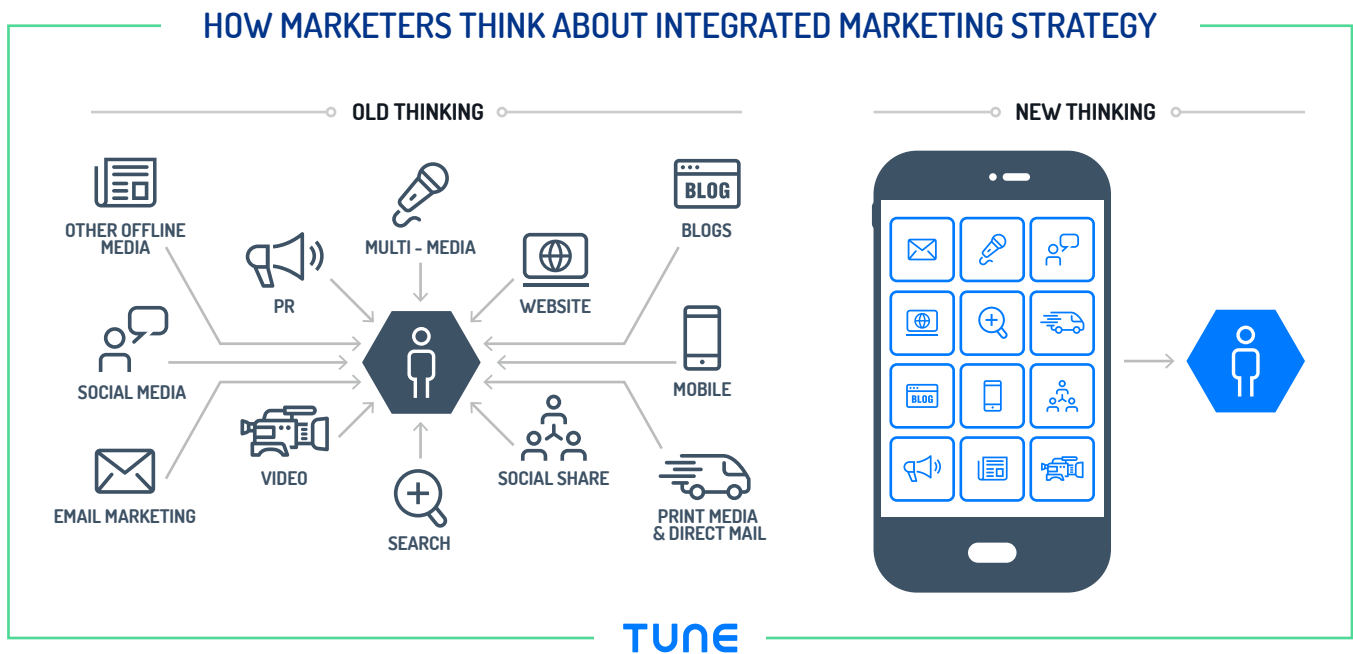 HOW MARKETERS THINK ABOUT INTEGRATED MARKETING STRATEGY
OLD THINKING
NEW THINKING
OTHER OFFLINE
MEDIA
PR
MULTI - MEDIA
WEBSITE
BLOG
BLOGS
SOCIAL MEDIA
MOBILE
EMAIL MARKETING
VIDEO
SEARCH
SOCIAL SHARE
PRINT MEDIA
& DIRECT MAIL
BLOG
TUNE